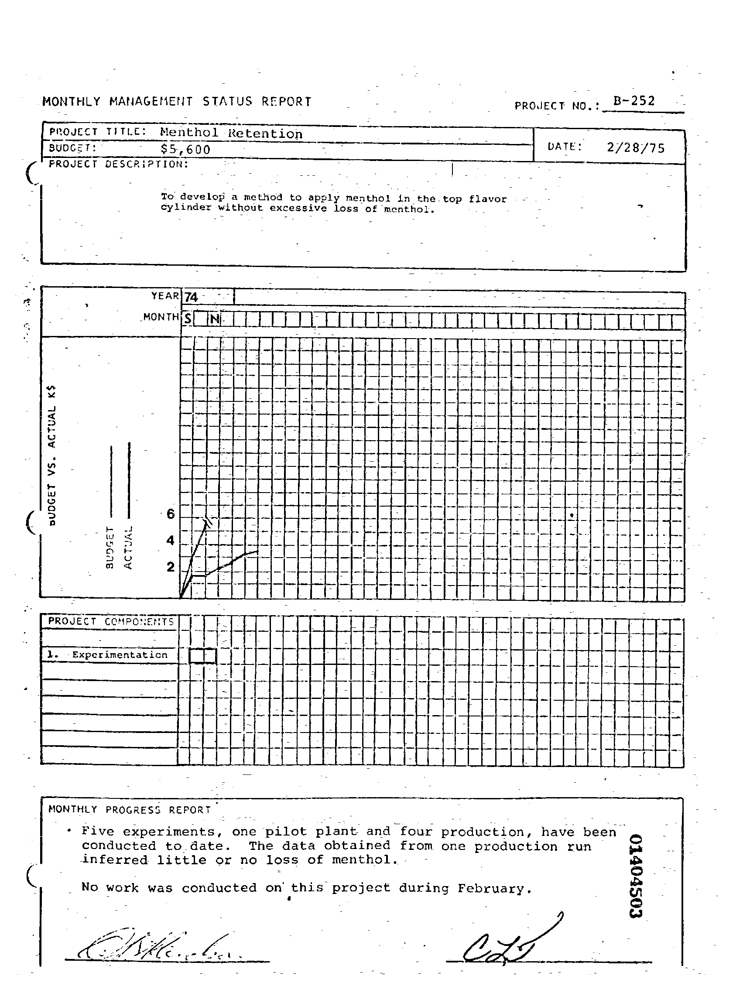 MONTHLY MANAGEMENT STATUS REPORT
PROJECT NO.: B-252
PROJECT TITLE: Menthol Retention
BUDGET: $5,600
DATE: 2/28/75
PROJECT DESCRIPTION:
To develop a method to apply menthol in the top flavor
cylinder without excessive loss of menthol.
YEAR 74
MONTH S N
BUDGET VS. ACTUAL K$
BUDGET
ACTUAL
6
4
2
PROJECT COMPONENTS
1. Experimentation
MONTHLY PROGRESS REPORT
• Five experiments, one pilot plant and four production, have been
conducted to date. The data obtained from one production run
inferred little or no loss of menthol.
No work was conducted on this project during February.
01404503